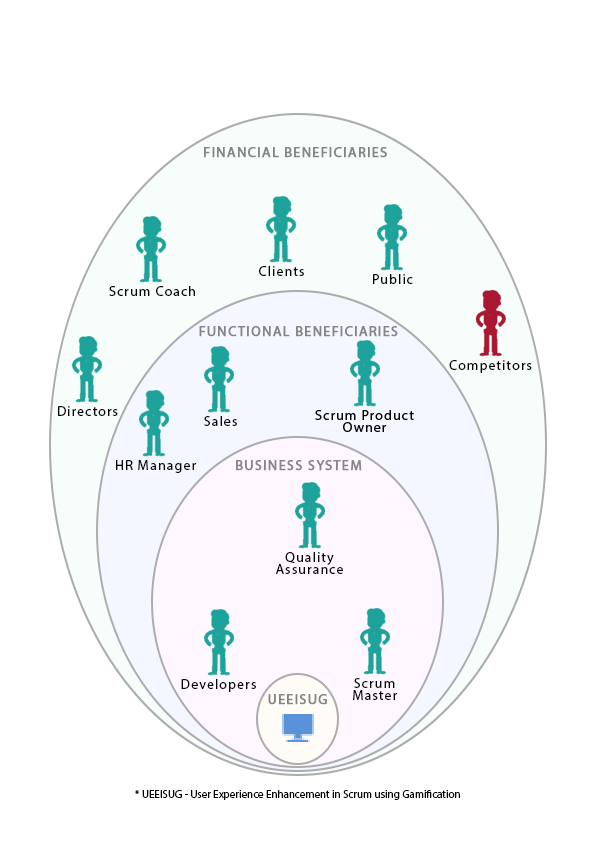 FINANCIAL BENEFICIARIES
Clients
Public
Scrum Coach
FUNCTIONAL BENEFICIARIES
Competitors
Directors
Sales
Scrum Product
Owner
HR Manager
BUSINESS SYSTEM
Quality
Assurance
Developers
Scrum
Master
UEEISUG
* UEEISUG - User Experience Enhancement in Scrum using Gamification